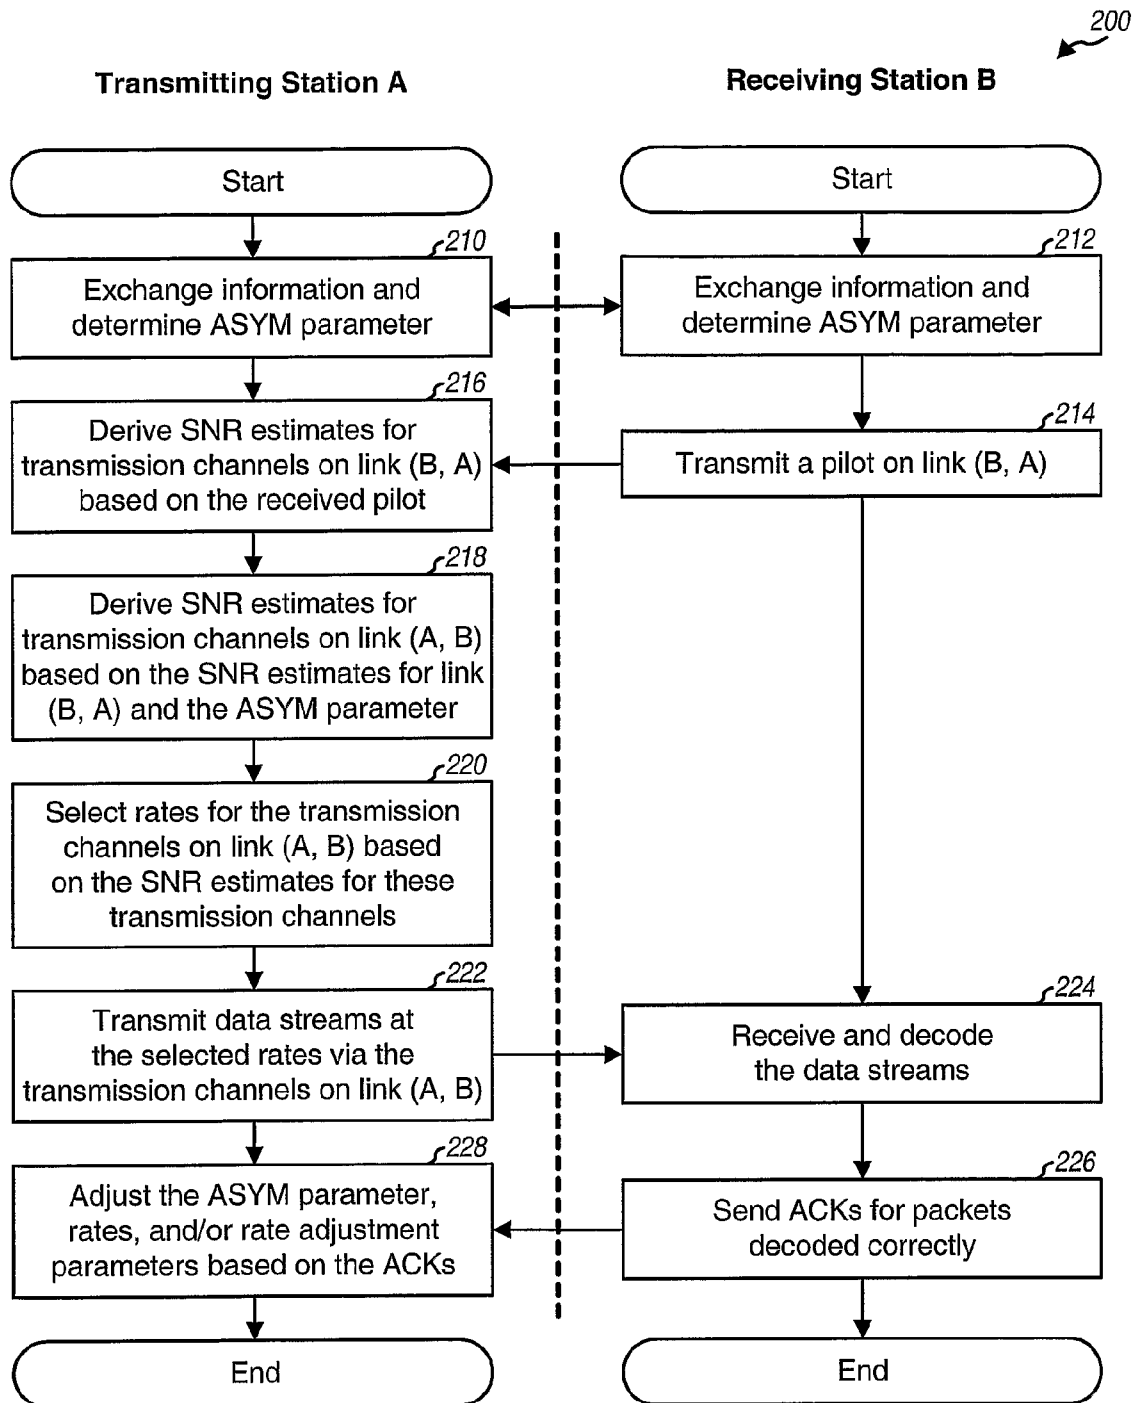 200
Transmitting Station A
Receiving Station B
Start
Start
210
Exchange information and
determine ASYM parameter
212
Exchange information and
determine ASYM parameter
216
Derive SNR estimates for
transmission channels on link (B, A)
based on the received pilot
214
Transmit a pilot on link (B, A)
218
Derive SNR estimates for
transmission channels on link (A, B)
based on the SNR estimates for link
(B, A) and the ASYM parameter
220
Select rates for the transmission
channels on link (A, B) based
on the SNR estimates for these
transmission channels
222
Transmit data streams at
the selected rates via the
transmission channels on link (A, B)
224
Receive and decode
the data streams
228
Adjust the ASYM parameter,
rates, and/or rate adjustment
parameters based on the ACKs
226
Send ACKs for packets
decoded correctly
End
End